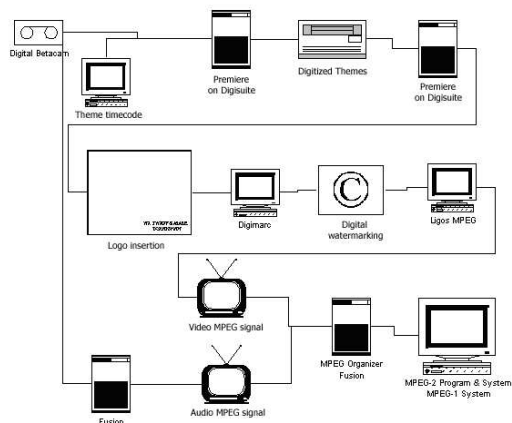 Digital Betacam
Theme timecode
Premiere
on Digisuite
Digitized Themes
Premiere
on Digisuite
Logo insertion
Digimarc
©
Digital
watermarking
Ligos MPEG
Video MPEG signal
Fusion
Audio MPEG signal
MPEG Organizer
Fusion
MPEG-2 Program & System
MPEG-1 System